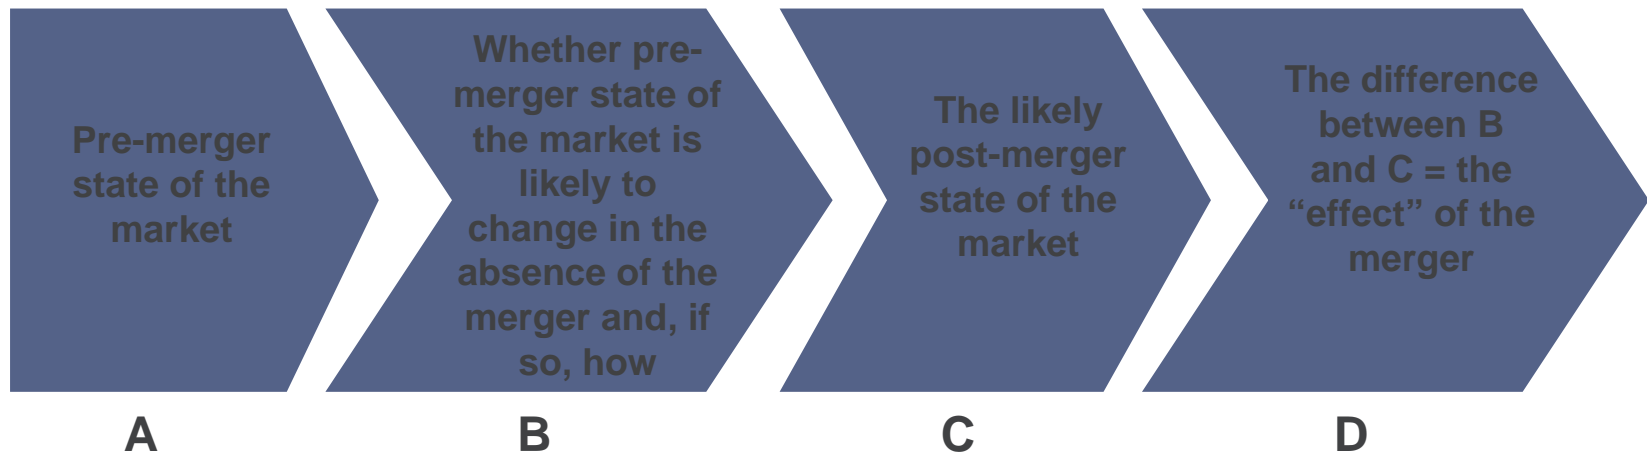 Pre-merger
state of the
market
Whether pre-
merger state of
the market is
likely to
change in the
absence of the
merger and, if
so, how
The likely
post-merger
state of the
market
The difference
between B
and C = the
“effect” of the
merger
A
B
C
D